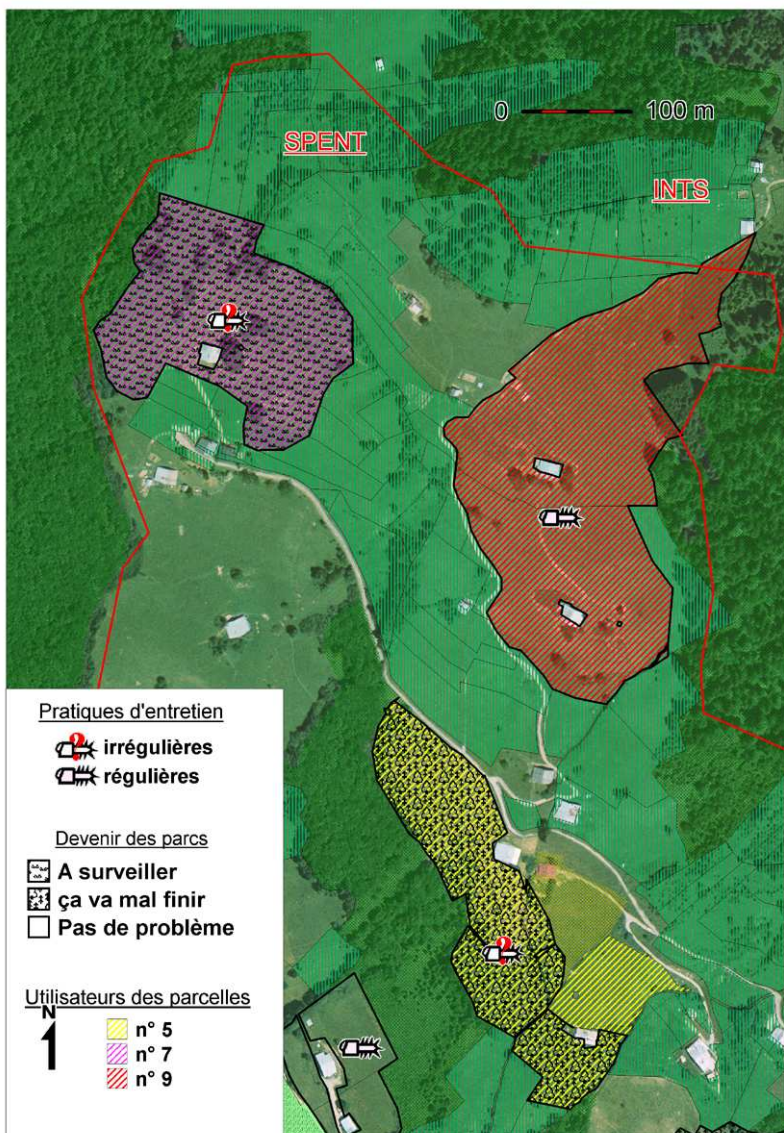 0 100 m
SPENT
INTS
Pratiques d'entretien
irrégulières
régulières
Devenir des parcs
A surveiller
ça va mal finir
Pas de problème
Utilisateurs des parcelles
N
n° 5
n° 7
n° 9